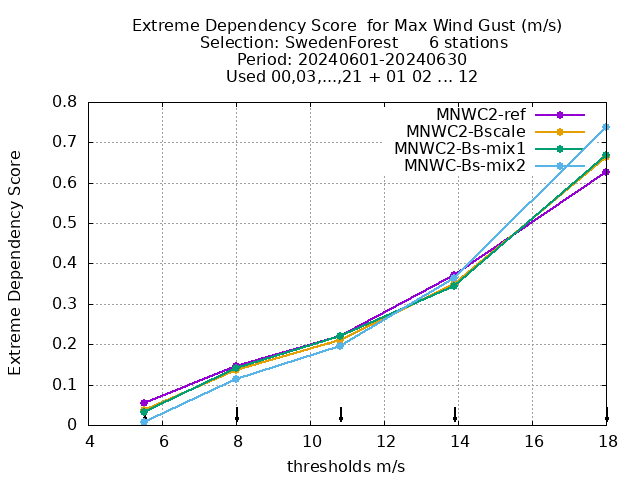 Extreme Dependency Score  for Max Wind Gust (m/s)
Selection: SwedenForest      6 stations
Period: 20240601-20240630
Used 00,03,...,21 + 01 02 ... 12
MNWC2-ref
MNWC2-Bscale
MNWC2-Bs-mix1
MNWC-Bs-mix2
Extreme Dependency Score
0.8
0.7
0.6
0.5
0.4
0.3
0.2
0.1
0
4 6 8 10 12 14 16 18
thresholds m/s